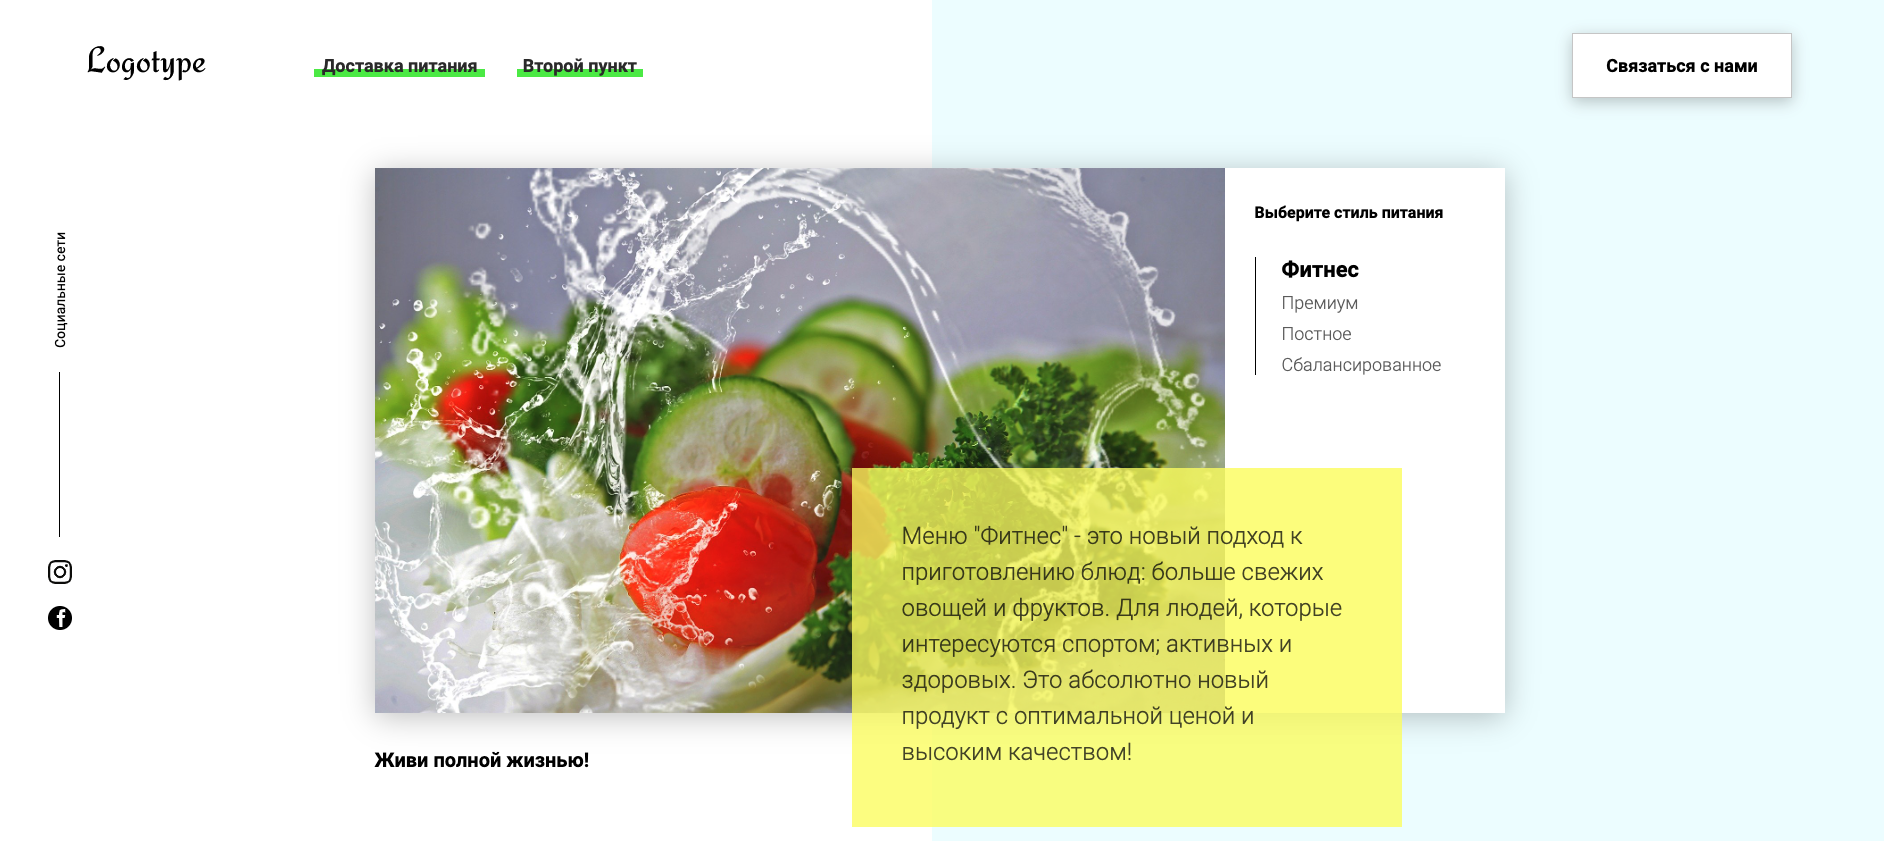 Logotype
Доставка питания
Второй пункт
Связаться с нами
Социальные сети
Выберите стиль питания
Фитнес
Премиум
Постное
Сбалансированное
Меню "Фитнес" - это новый подход к
приготовлению блюд: больше свежих
овощей и фруктов. Для людей, которые
интересуются спортом; активных и
здоровых. Это абсолютно новый
продукт с оптимальной ценой и
высоким качеством!
Живи полной жизнью!